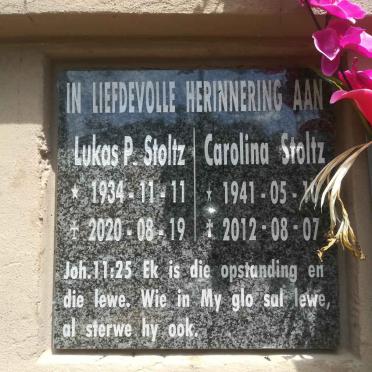 IN LIEFDEVOLLE HERINNERING AAN
Lukas P. Stoltz
* 1934-11-11
+ 2020-08-19
Carolina Stoltz
* 1941-05-1
+ 2012-08-07
Joh.11:25 Ek is die opstanding en
die lewe. Wie in My glo sal lewe,
al sterwe hy ook.